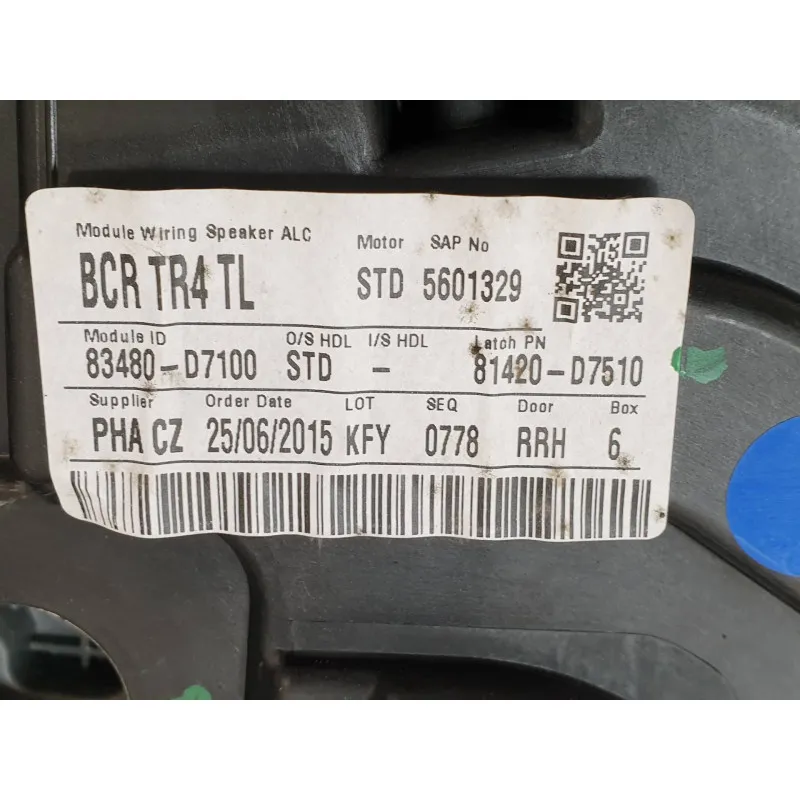 Module Wiring Speaker ALC Motor SAP No
BCR TR4 TL STD 5601329
Module ID O/S HDL I/S HDL Latch PN
83480-D7100 STD - 81420-D7510
Supplier Order Date LOT SEQ Door Box
PHA CZ 25/06/2015 KFY 0778 RRH 6